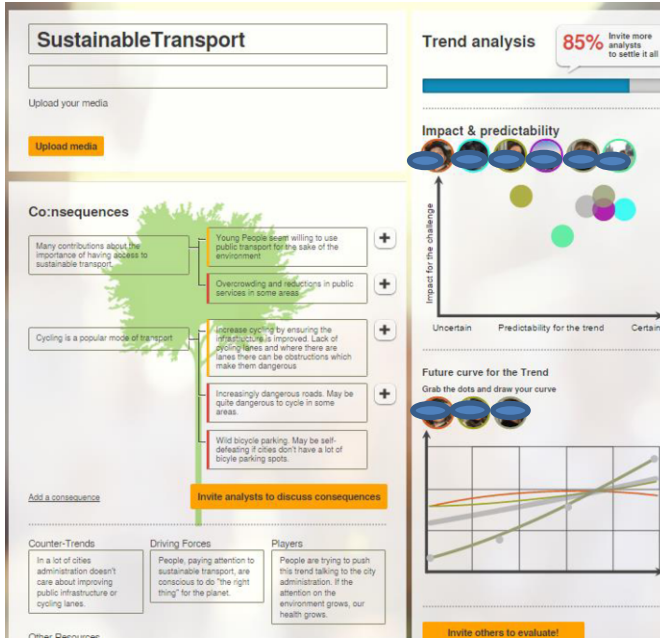 SustainableTransport
Upload your media
Upload media
Co:nsequences
Many contributions about the
importance of having access to
sustainable transport.
Young People seem willing to use
public transport for the sake of the
environment
Overcrowding and reductions in public
services in some areas
Cycling is a popular mode of transport
Increase cycling by ensuring the
infrastructure is improved. Lack of
cycling lanes and where there are
lanes there can be obstructions which
make them dangerous
Increasingly dangerous roads. May be
quite dangerous to cycle in some
areas.
Wild bicycle parking. May be self-
defeating if cities don't have a lot of
bicyle parking spots.
Add a consequence
Invite analysts to discuss consequences
Counter-Trends
In a lot of cities
administration doesn't
care about improving
public infrastructure or
cycling lanes.
Driving Forces
People, paying attention to
sustainable transport, are
conscious to do "the right
thing" for the planet.
Players
People are trying to push
this trend talking to the city
administration. If the
attention on the
environment grows, our
health grows.
Other Resources
Trend analysis
85%
Invite more
analysts
to settle it all
Impact & predictability
Impact for the challenge
Uncertain
Predictability for the trend
Certain
Future curve for the Trend
Grab the dots and draw your curve
Invite others to evaluate!